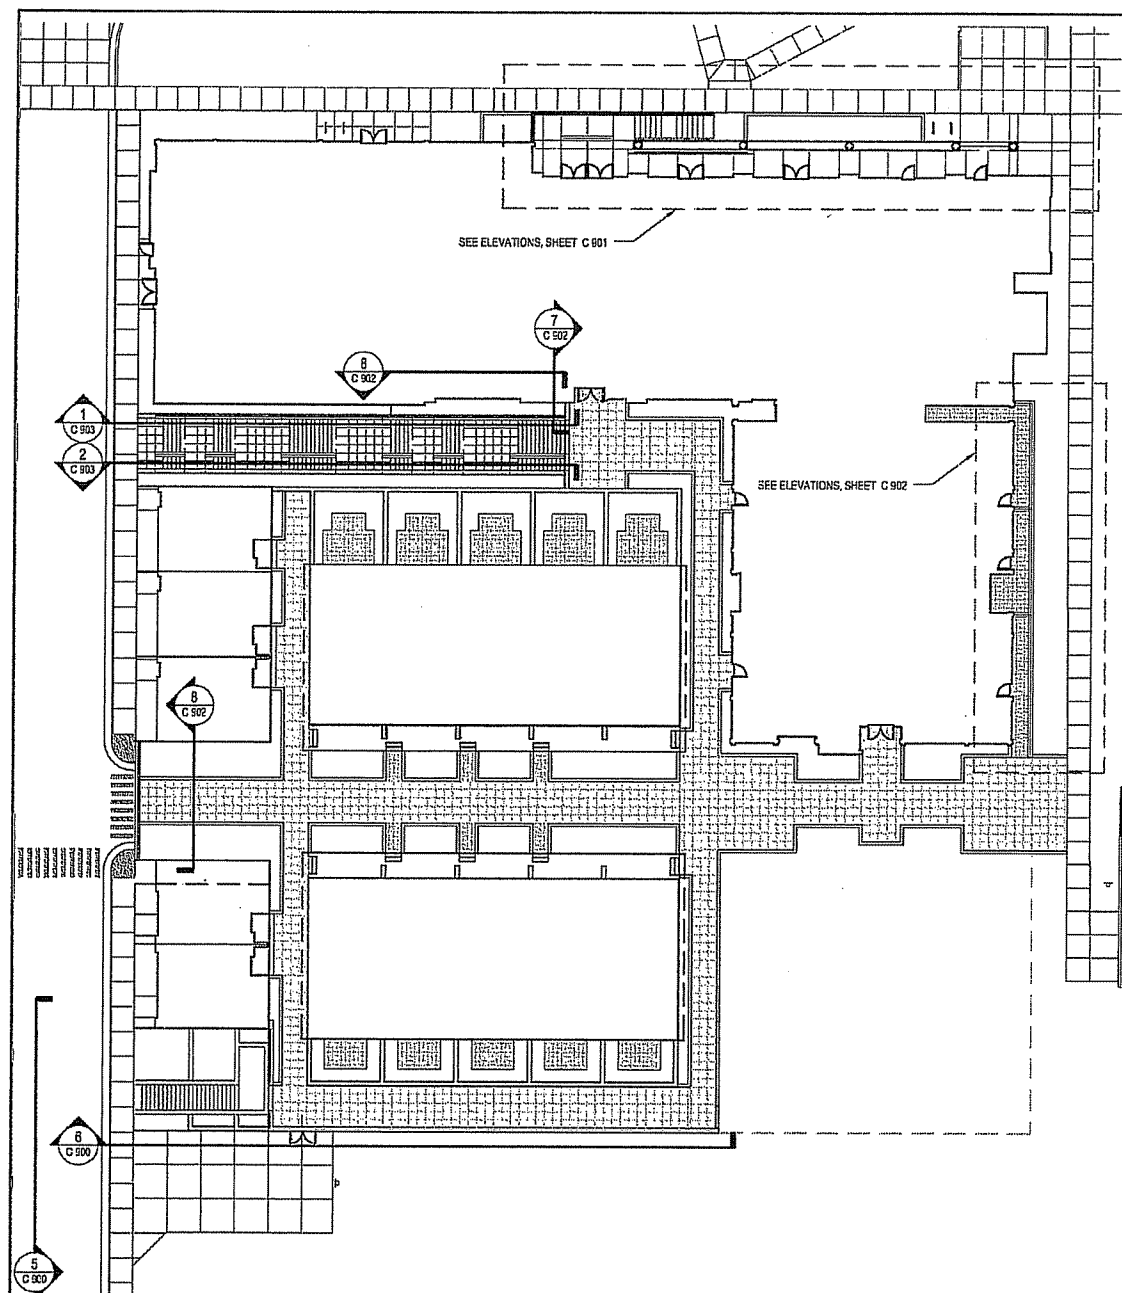 SEE ELEVATIONS, SHEET C 901
7
C 902
8
C 902
1
C 903
2
C 903
SEE ELEVATIONS, SHEET C 902
8
C 902
6
C 900
5
C 900